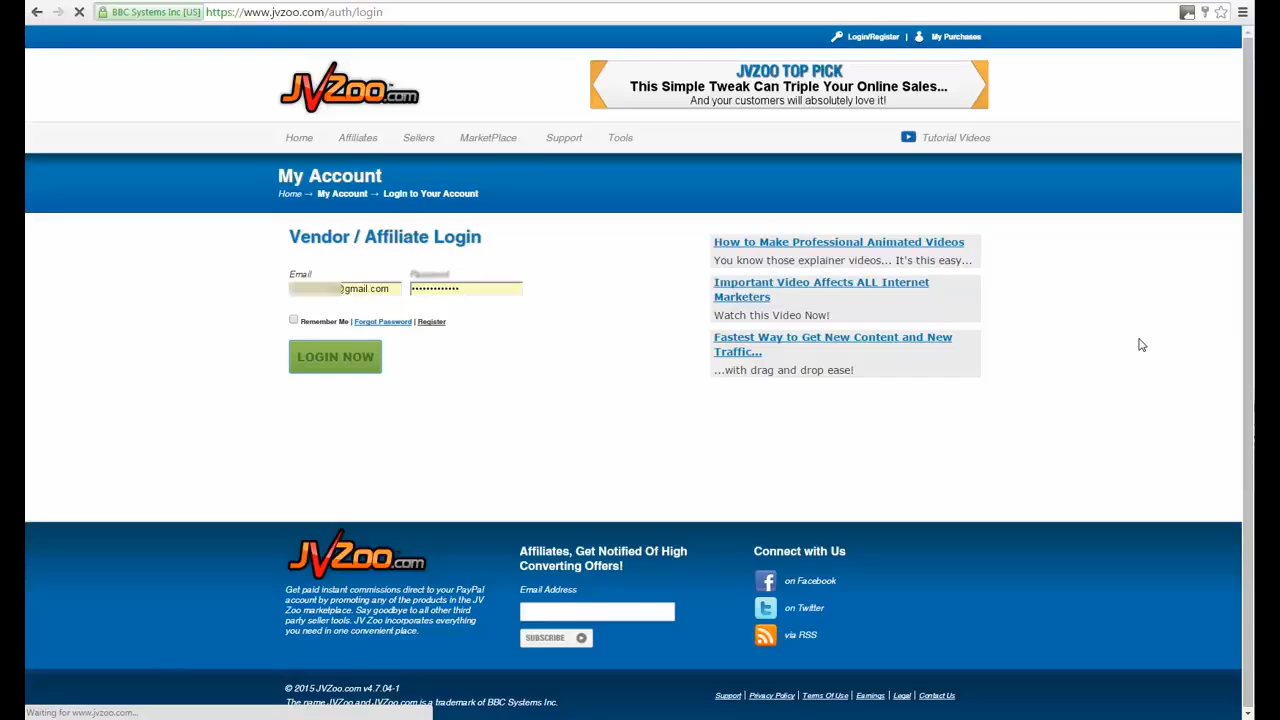 BBC Systems Inc [US] https://www.jvzoo.com/auth/login
Login/Register | My Purchases
JVZoo.com
JVZOO TOP PICK
This Simple Tweak Can Triple Your Online Sales...
And your customers will absolutely love it!
Home Affiliates Sellers MarketPlace Support Tools Tutorial Videos
My Account
Home → My Account → Login to Your Account
Vendor / Affiliate Login
Email Password
@gmail.com •••••••••••••
Remember Me | Forgot Password | Register
LOGIN NOW
How to Make Professional Animated Videos
You know those explainer videos... It's this easy...
Important Video Affects ALL Internet
Marketers
Watch this Video Now!
Fastest Way to Get New Content and New
Traffic...
...with drag and drop ease!
JVZoo.com
Get paid instant commissions direct to your PayPal
account by promoting any of the products in the JV
Zoo marketplace. Say goodbye to all other third
party seller tools. JV Zoo incorporates everything
you need in one convenient place.
Affiliates, Get Notified Of High
Converting Offers!
Email Address
SUBSCRIBE
Connect with Us
on Facebook
on Twitter
via RSS
© 2015 JVZoo.com v4.7.04-1
The name JVZoo and JVZoo.com is a trademark of BBC Systems Inc.
Support | Privacy Policy | Terms Of Use | Earnings | Legal | Contact Us
Waiting for www.jvzoo.com...